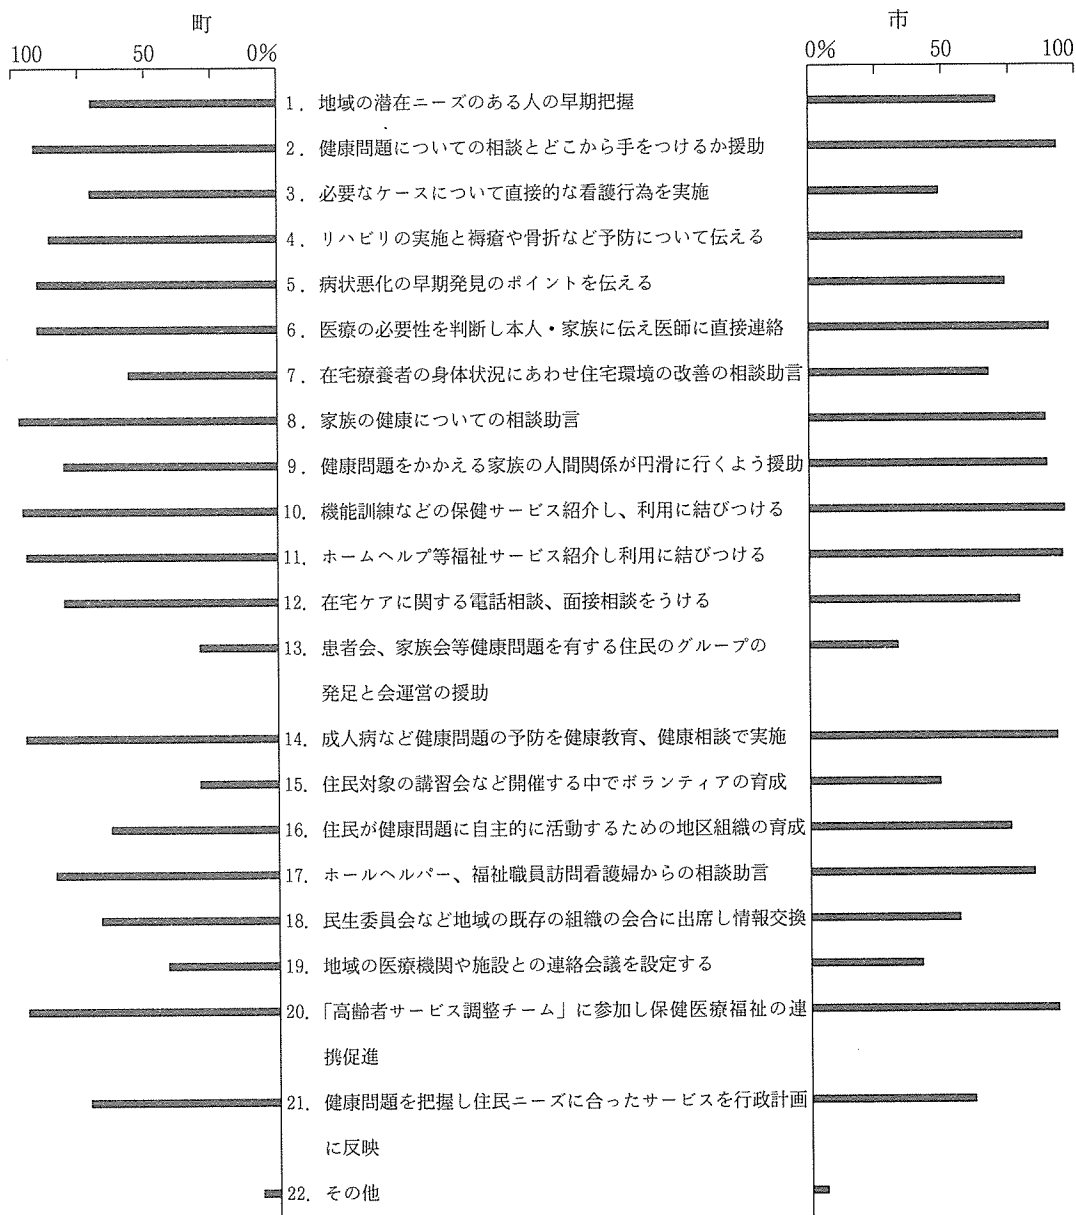 町
市
100 50 0%
0% 50 100
1. 地域の潜在ニーズのある人の早期把握
2. 健康問題についての相談とどこから手をつけるか援助
3. 必要なケースについて直接的な看護行為を実施
4. リハビリの実施と褥瘡や骨折など予防について伝える
5. 病状悪化の早期発見のポイントを伝える
6. 医療の必要性を判断し本人・家族に伝え医師に直接連絡
7. 在宅療養者の身体状況にあわせ住宅環境の改善の相談助言
8. 家族の健康についての相談助言
9. 健康問題をかかえる家族の人間関係が円滑に行くよう援助
10. 機能訓練などの保健サービス紹介し、利用に結びつける
11. ホームヘルプ等福祉サービス紹介し利用に結びつける
12. 在宅ケアに関する電話相談、面接相談をうける
13. 患者会、家族会等健康問題を有する住民のグループの
発足と会運営の援助
14. 成人病など健康問題の予防を健康教育、健康相談で実施
15. 住民対象の講習会など開催する中でボランティアの育成
16. 住民が健康問題に自主的に活動するための地区組織の育成
17. ホールヘルパー、福祉職員訪問看護婦からの相談助言
18. 民生委員会など地域の既存の組織の会合に出席し情報交換
19. 地域の医療機関や施設との連絡会議を設定する
20. 「高齢者サービス調整チーム」に参加し保健医療福祉の連
携促進
21. 健康問題を把握し住民ニーズに合ったサービスを行政計画
に反映
22. その他